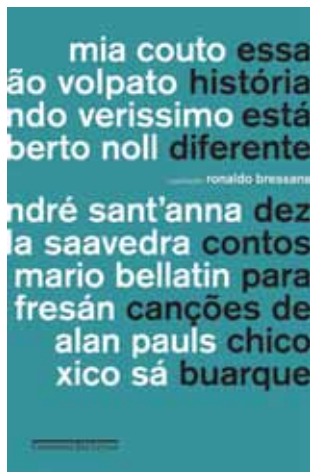 mia couto essa
ão volpato história
ndo verissimo está
berto noll diferente
ronaldo bressane
ndré sant'anna dez
la saavedra contos
mario bellatin para
fresán canções de
alan pauls chico
xico sá buarque